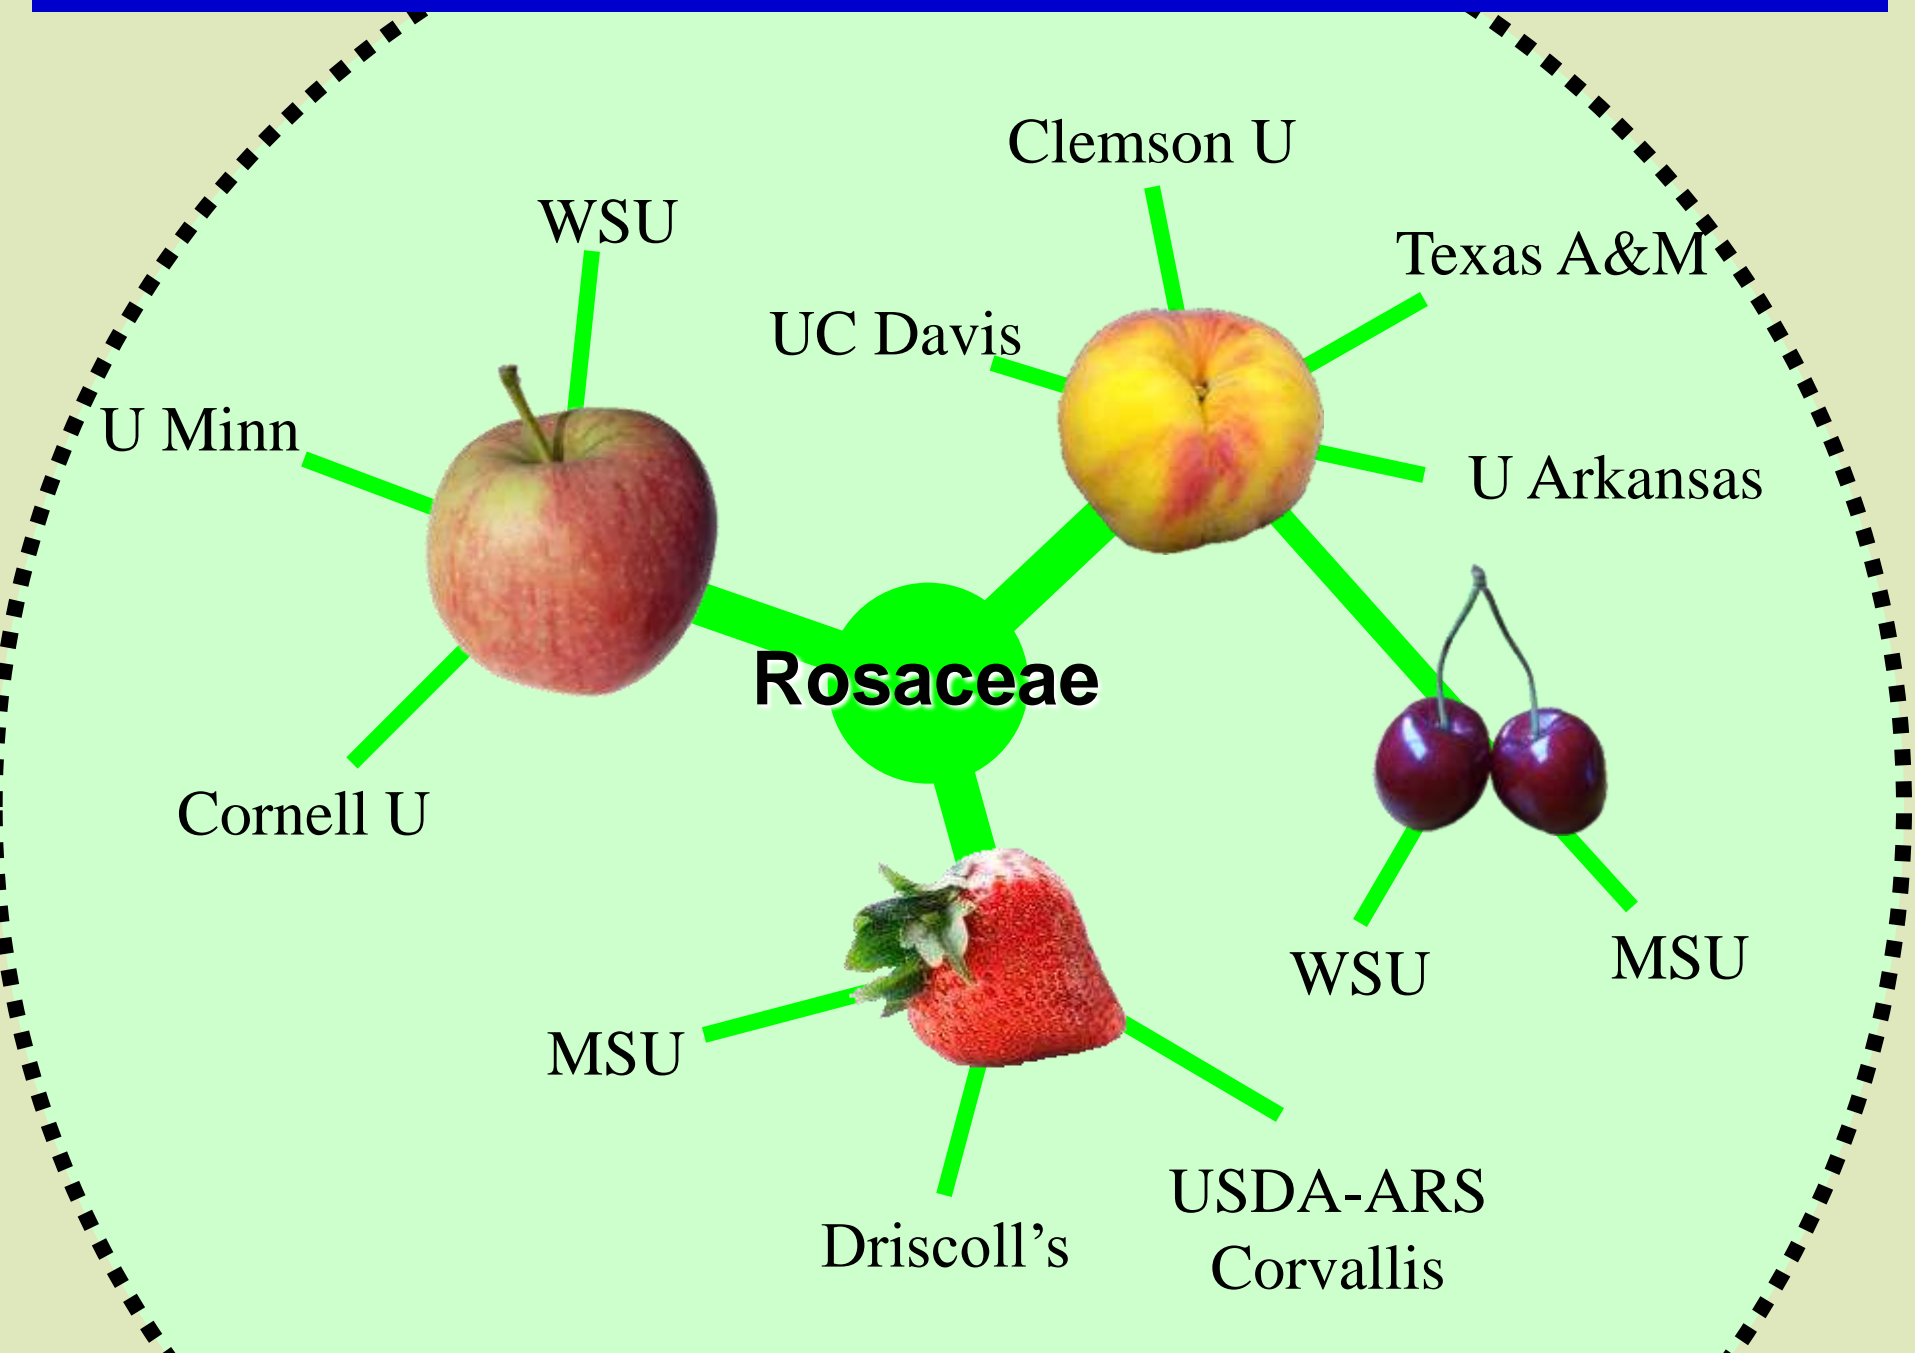 Clemson U
WSU
Texas A&M
UC Davis
U Minn
U Arkansas
Rosaceae
Cornell U
WSU
MSU
MSU
USDA-ARS
Corvallis
Driscoll’s